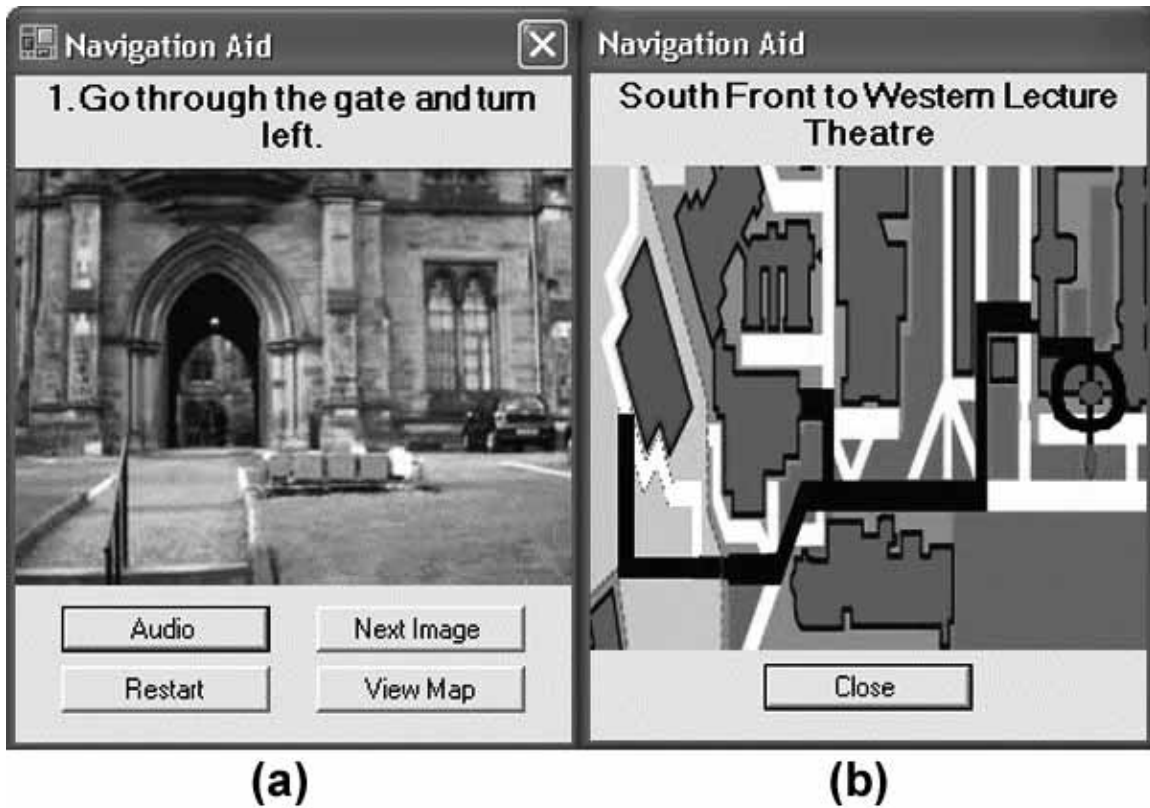 Navigation Aid
1. Go through the gate and turn
left.
Audio
Next Image
Restart
View Map
(a)
Navigation Aid
South Front to Western Lecture
Theatre
Close
(b)